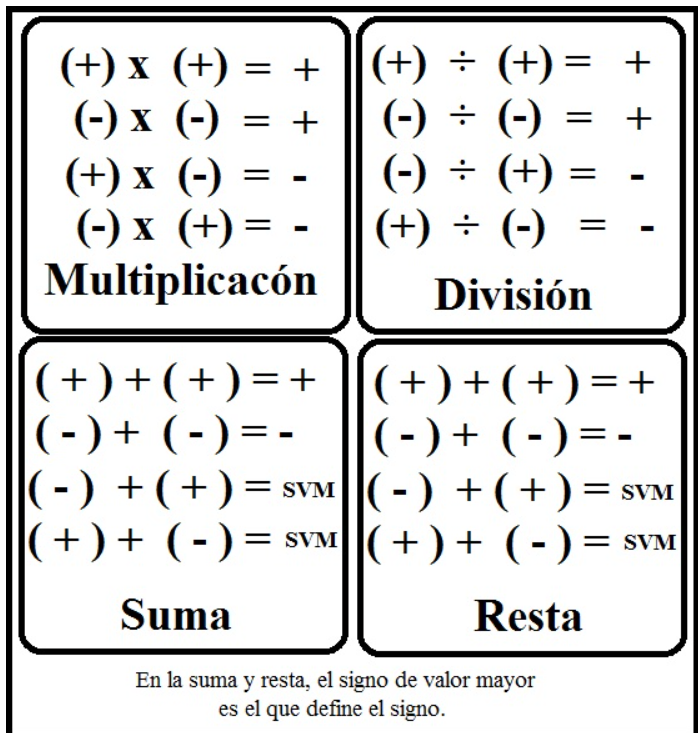 (+) x (+) = +
(-) x (-) = +
(+) x (-) = -
(-) x (+) = -
Multiplicacón
(+) ÷ (+) = +
(-) ÷ (-) = +
(-) ÷ (+) = -
(+) ÷ (-) = -
División
( + ) + ( + ) = +
( - ) + ( - ) = -
( - ) + ( + ) = SVM
( + ) + ( - ) = SVM
Suma
( + ) + ( + ) = +
( - ) + ( - ) = -
( - ) + ( + ) = SVM
( + ) + ( - ) = SVM
Resta
En la suma y resta, el signo de valor mayor
es el que define el signo.